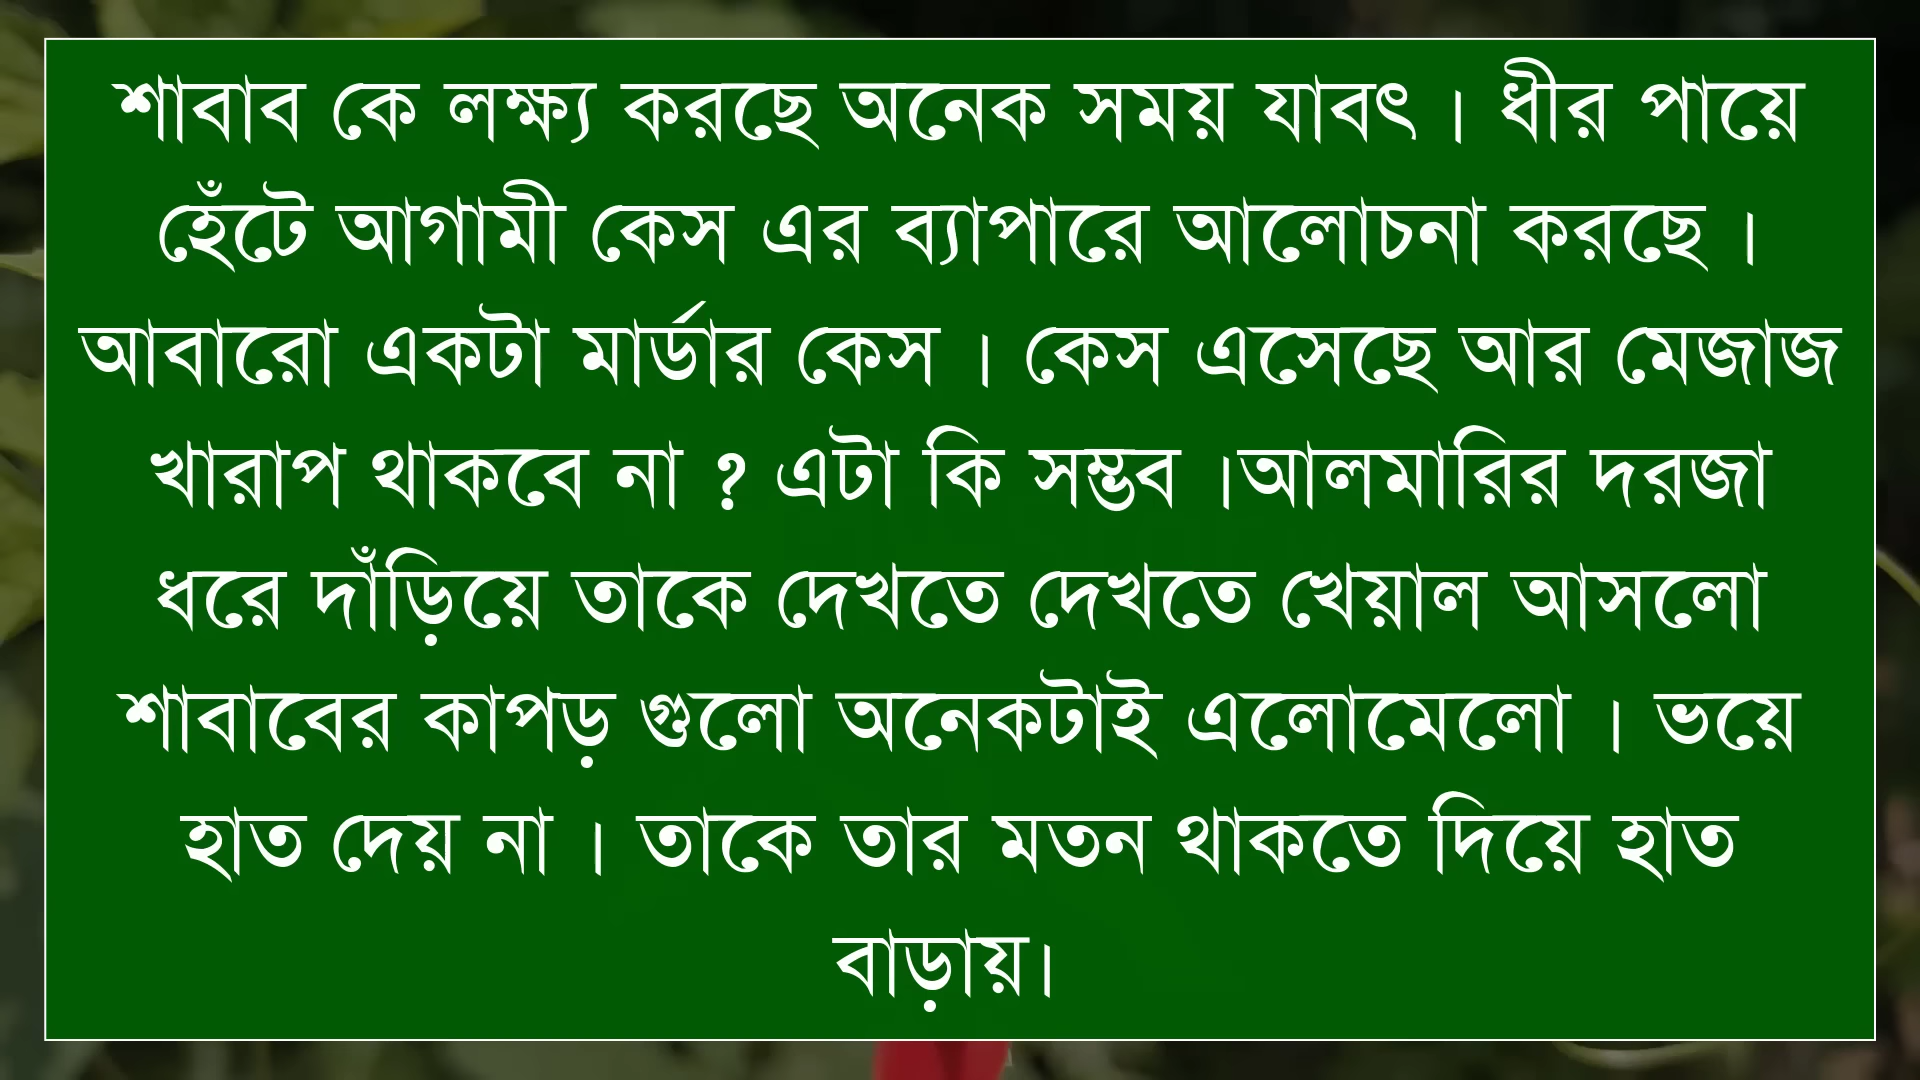 শাবাব কে লক্ষ্য করছে অনেক সময় যাবৎ । ধীর পায়ে
হেঁটে আগামী কেস এর ব্যাপারে আলোচনা করছে ।
আবারো একটা মার্ডার কেস । কেস এসেছে আর মেজাজ
খারাপ থাকবে না ? এটা কি সম্ভব ।আলমারির দরজা
ধরে দাঁড়িয়ে তাকে দেখতে দেখতে খেয়াল আসলো
শাবাবের কাপড় গুলো অনেকটাই এলোমেলো । ভয়ে
হাত দেয় না । তাকে তার মতন থাকতে দিয়ে হাত
বাড়ায়।